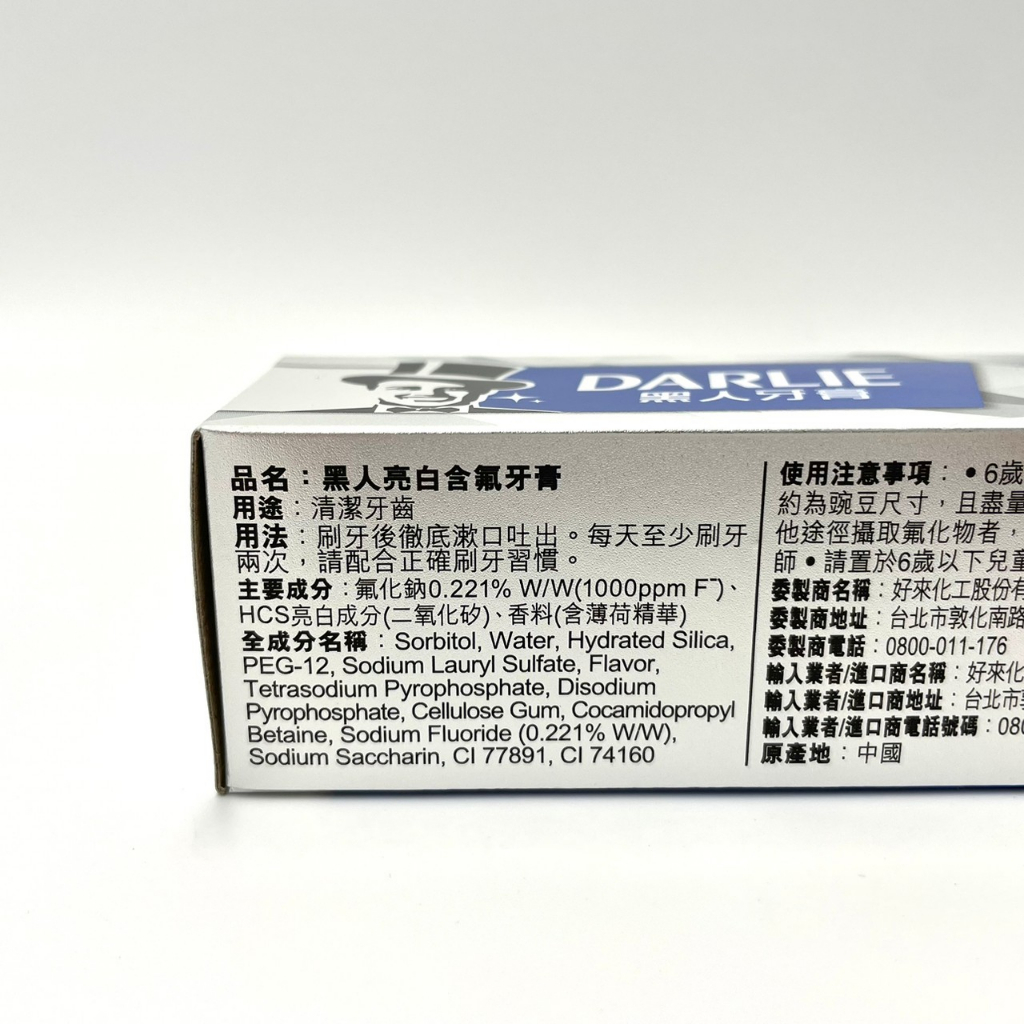 DARLIE
黑人牙膏
品名：黑人亮白含氟牙膏
用途：清潔牙齒
用法：刷牙後徹底漱口吐出。每天至少刷牙
兩次，請配合正確刷牙習慣。
主要成分：氟化鈉0.221% W/W(1000ppm F⁻)、
HCS亮白成分(二氧化矽)、香料(含薄荷精華)
全成分名稱：Sorbitol, Water, Hydrated Silica,
PEG-12, Sodium Lauryl Sulfate, Flavor,
Tetrasodium Pyrophosphate, Disodium
Pyrophosphate, Cellulose Gum, Cocamidopropyl
Betaine, Sodium Fluoride (0.221% W/W),
Sodium Saccharin, CI 77891, CI 74160
使用注意事項：•6歲
約為豌豆尺寸，且盡量
他途徑攝取氟化物者，
師•請置於6歲以下兒童
委製商名稱：好來化工股份有
委製商地址：台北市敦化南路
委製商電話：0800-011-176
輸入業者/進口商名稱：好來化
輸入業者/進口商地址：台北市
輸入業者/進口商電話號碼：080
原產地：中國